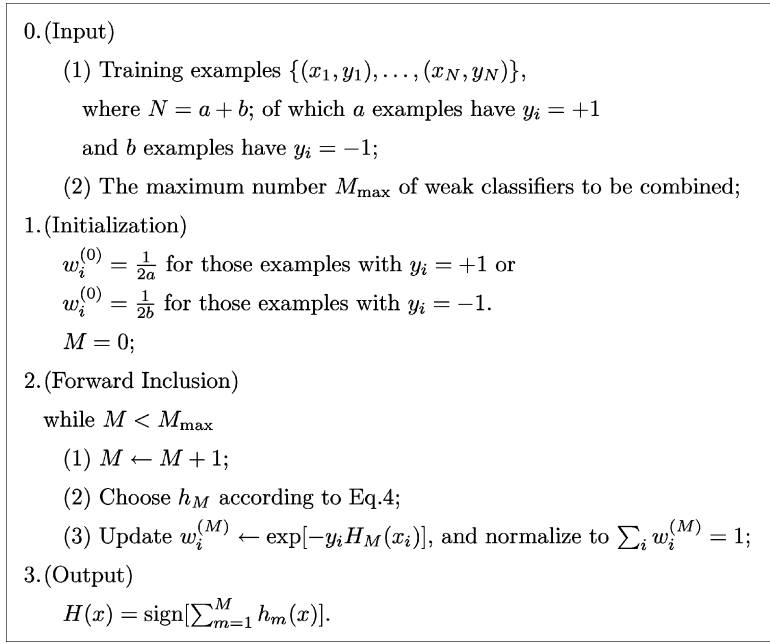 0.(Input)
(1) Training examples {(x₁, y₁), . . . , (x_N, y_N)},
where N = a + b; of which a examples have y_i = +1
and b examples have y_i = −1;
(2) The maximum number M_max of weak classifiers to be combined;
1.(Initialization)
w_i^(0) = 1/2a for those examples with y_i = +1 or
w_i^(0) = 1/2b for those examples with y_i = −1.
M = 0;
2.(Forward Inclusion)
while M < M_max
(1) M ← M + 1;
(2) Choose h_M according to Eq.4;
(3) Update w_i^(M) ← exp[−y_i H_M(x_i)], and normalize to ∑_i w_i^(M) = 1;
3.(Output)
H(x) = sign[∑_{m=1}^M h_m(x)].